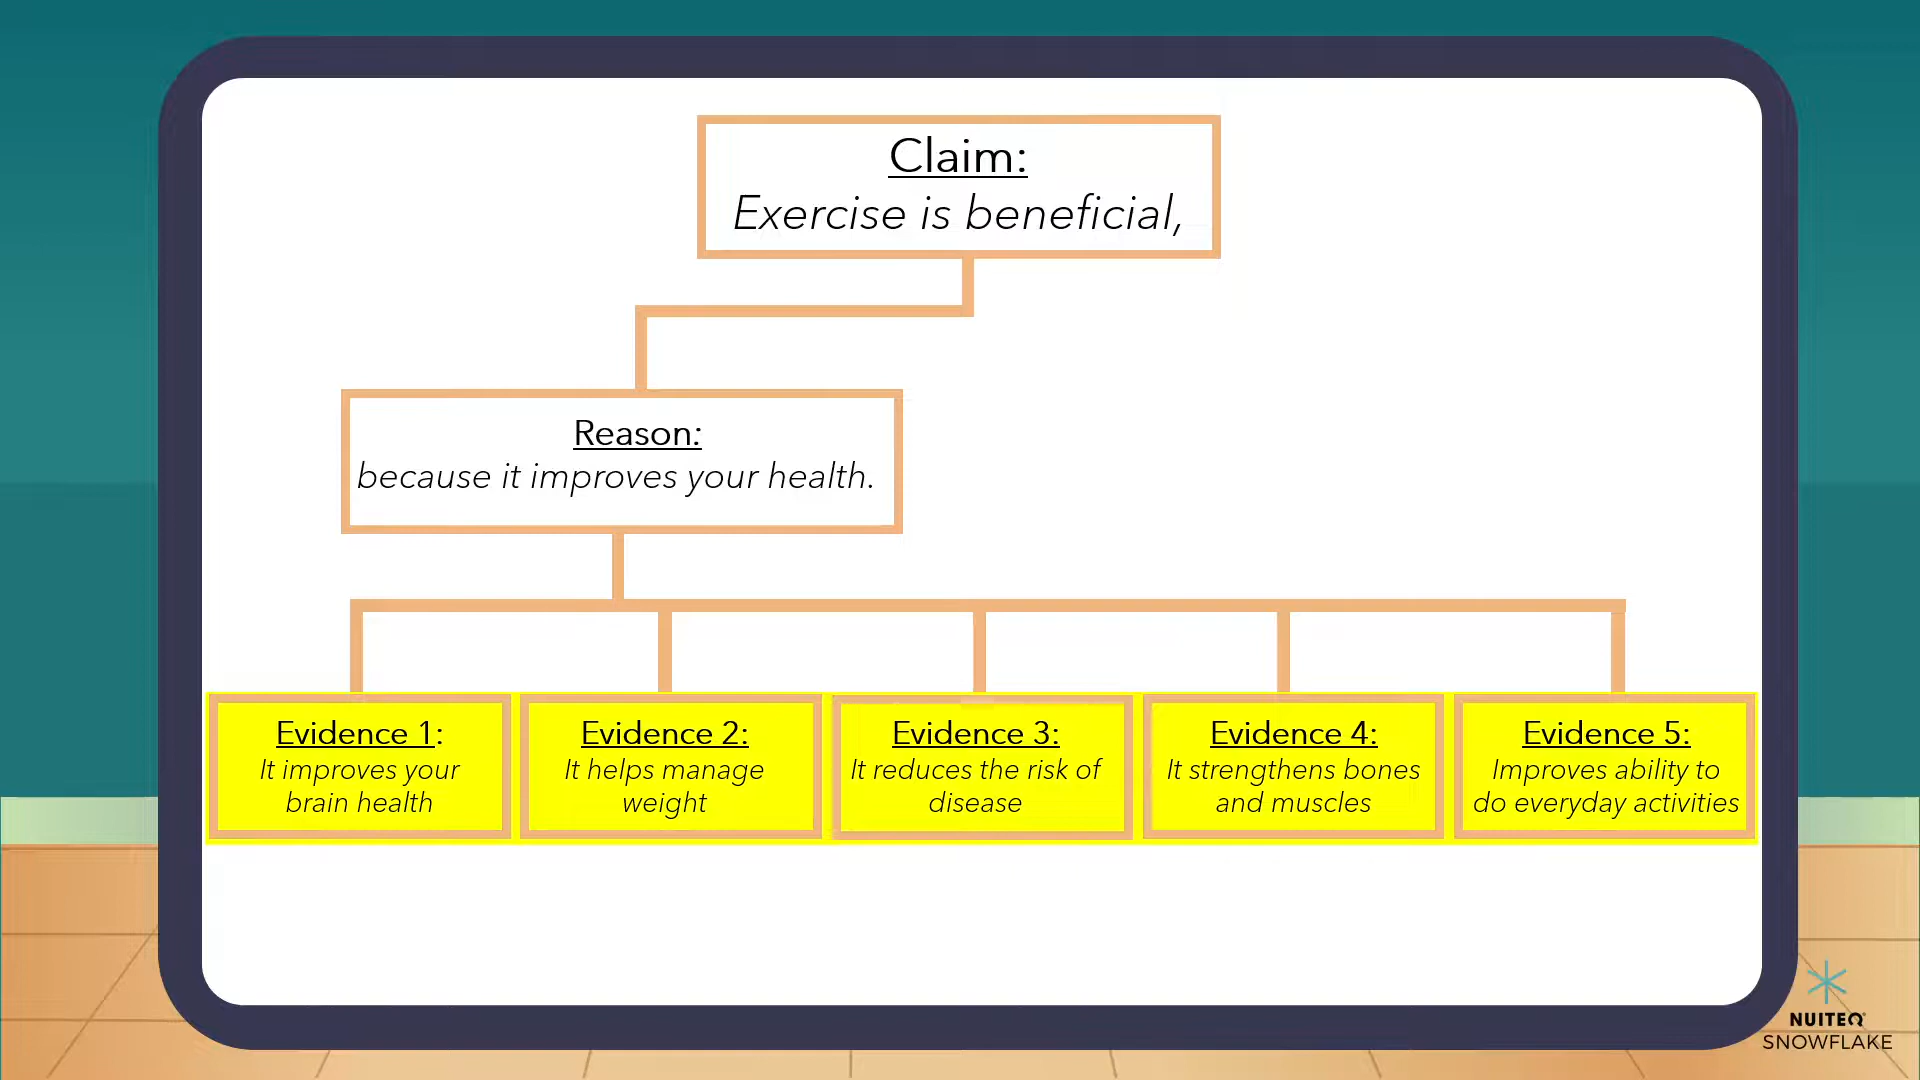 Claim:
Exercise is beneficial,
Reason:
because it improves your health.
Evidence 1:
It improves your
brain health
Evidence 2:
It helps manage
weight
Evidence 3:
It reduces the risk of
disease
Evidence 4:
It strengthens bones
and muscles
Evidence 5:
Improves ability to
do everyday activities
NUITEQ
SNOWFLAKE